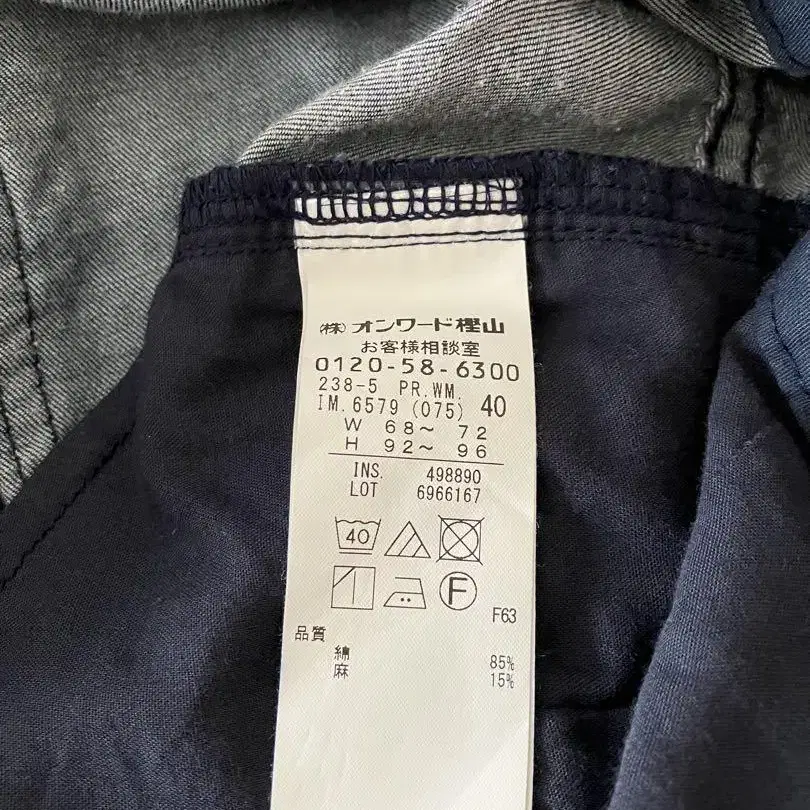 ㈱オンワード樫山
お客様相談室
0120-58-6300
238-5 PR.WM.
IM.6579 (075) 40
W 68～ 72
H 92～ 96
INS. 498890
LOT 6966167
40
F
F63
品質
綿 85%
麻 15%